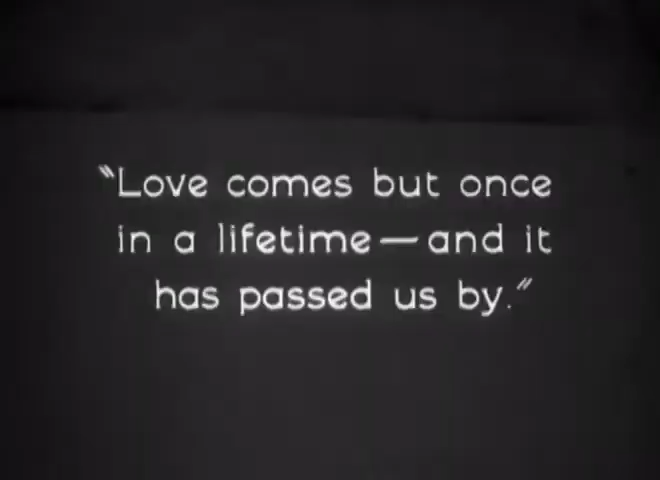 “Love comes but once
in a lifetime—and it
has passed us by.”